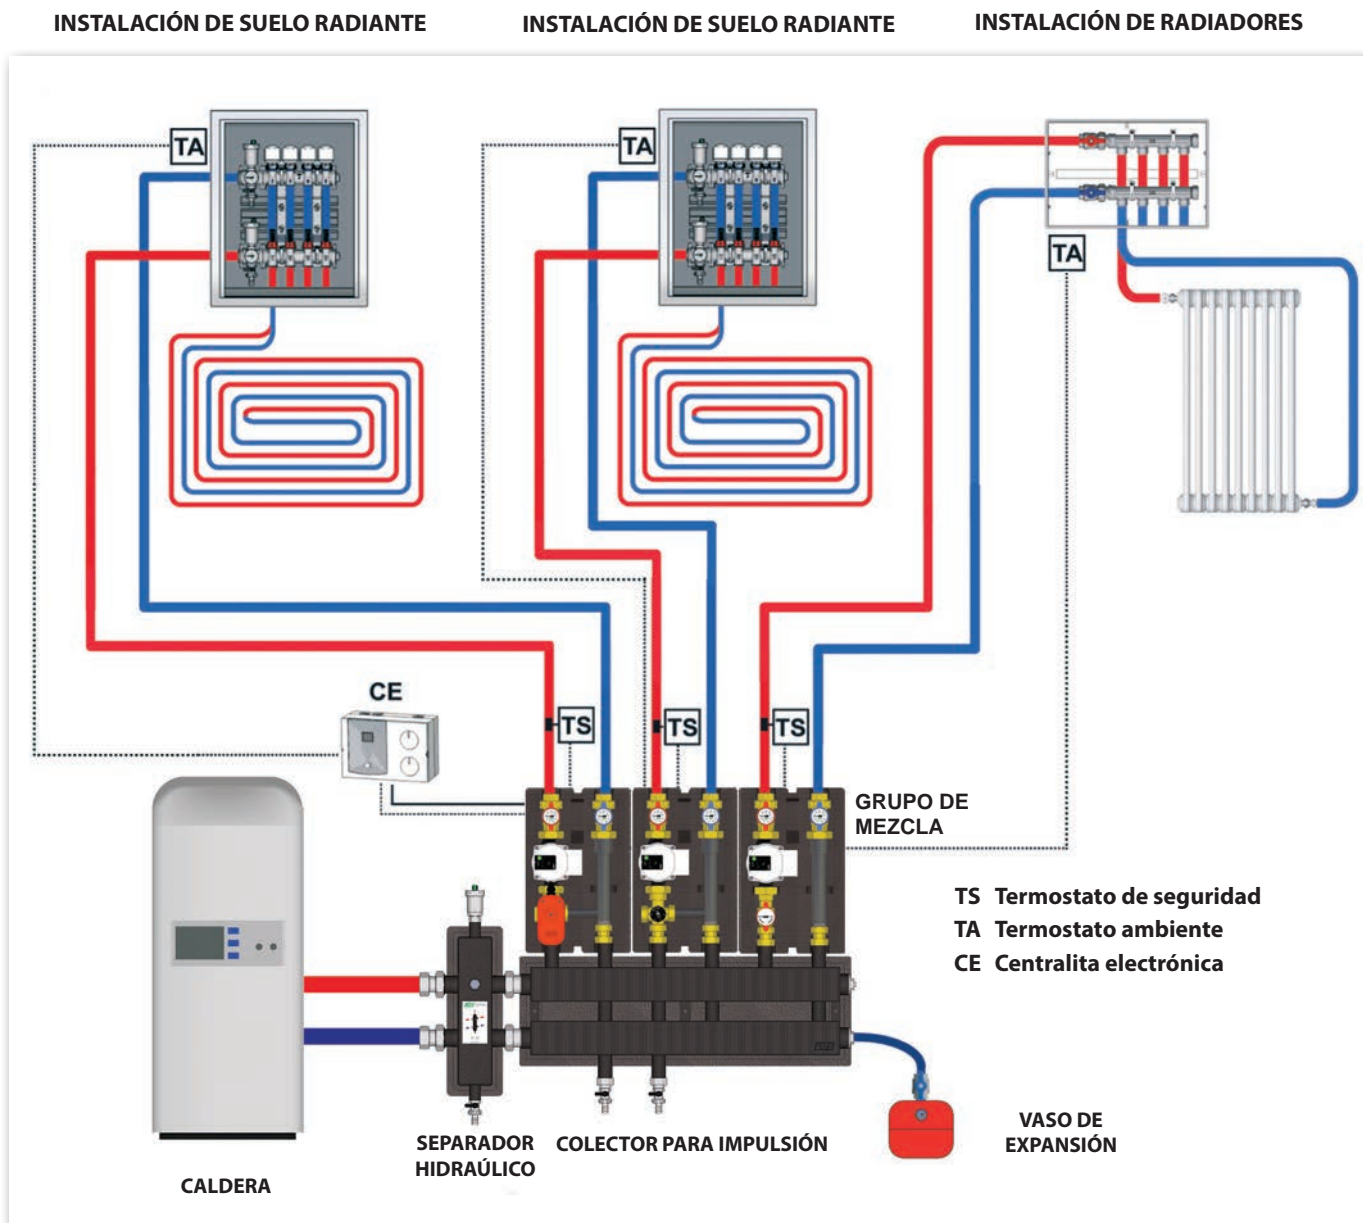 INSTALACIÓN DE SUELO RADIANTE
INSTALACIÓN DE SUELO RADIANTE
INSTALACIÓN DE RADIADORES
TA
TA
TA
CE
TS
TS
TS
GRUPO DE
MEZCLA
TS Termostato de seguridad
TA Termostato ambiente
CE Centralita electrónica
SEPARADOR
HIDRAÚLICO
COLECTOR PARA IMPULSIÓN
VASO DE
EXPANSIÓN
CALDERA